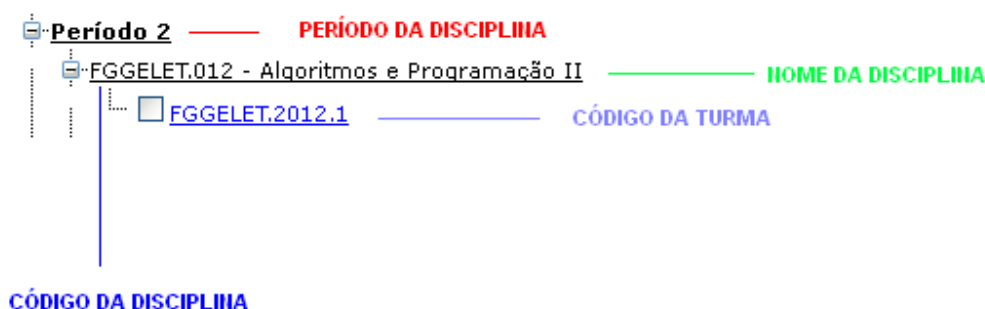 Período 2 PERÍODO DA DISCIPLINA
FGGELET.012 - Algoritmos e Programação II NOME DA DISCIPLINA
FGGELET.2012.1 CÓDIGO DA TURMA
CÓDIGO DA DISCIPLINA